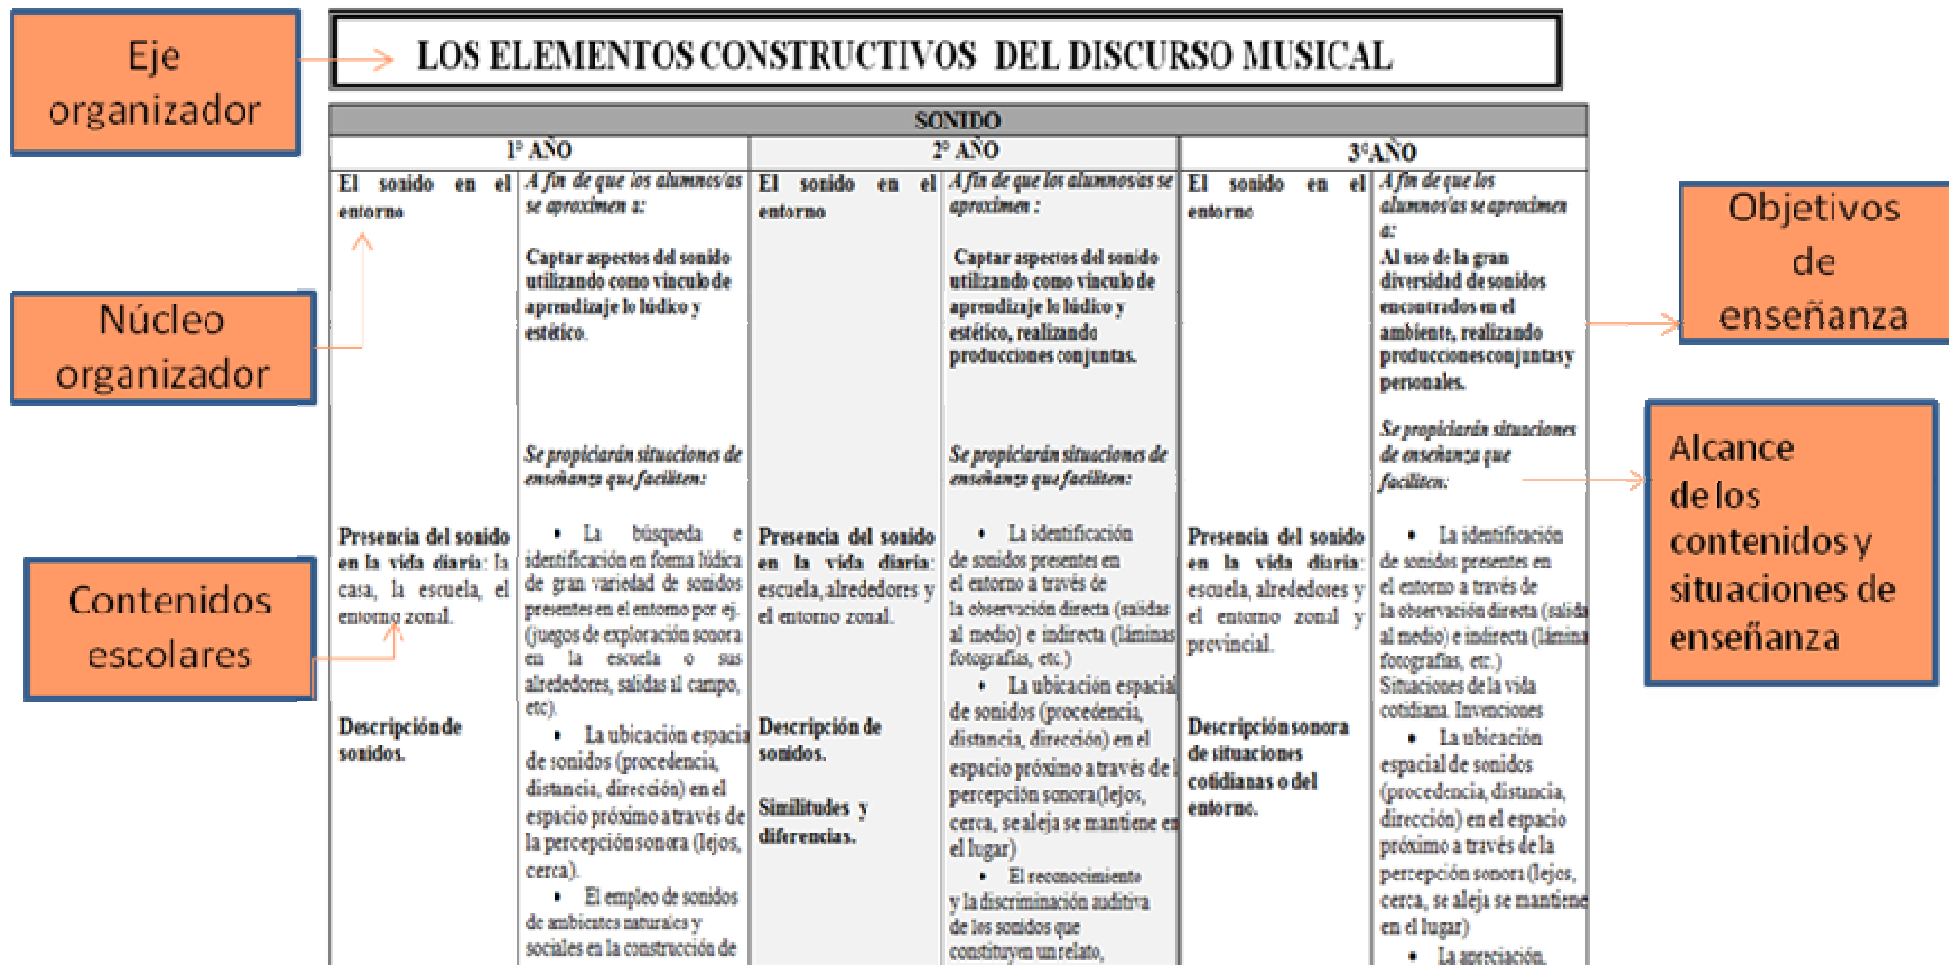 Eje
organizador
LOS ELEMENTOS CONSTRUCTIVOS DEL DISCURSO MUSICAL
SONIDO
1º AÑO
2º AÑO
3ºAÑO
Núcleo
organizador
Contenidos
escolares
El sonido en el
entorno
Presencia del sonido
en la vida diaria: la
casa, la escuela, el
entorno zonal.
Descripción de
sonidos.
A fin de que los alumnos/as
se aproximen a:
Captar aspectos del sonido
utilizando como vinculo de
aprendizaje lo lúdico y
estético.
Se propiciarán situaciones de
enseñanza que faciliten:
• La búsqueda e
identificación en forma lúdica
de gran variedad de sonidos
presentes en el entorno por ej.
(juegos de exploración sonora
en la escuela o sus
alrededores, salidas al campo,
etc).
• La ubicación espacia
de sonidos (procedencia,
distancia, dirección) en el
espacio próximo a través de
la percepción sonora (lejos,
cerca).
• El empleo de sonidos
de ambientes naturales y
sociales en la construcción de
El sonido en el
entorno
Presencia del sonido
en la vida diaria:
escuela, alrededores y
el entorno zonal.
Descripción de
sonidos.
Similitudes y
diferencias.
A fin de que los alumnos/as se
aproximen :
Captar aspectos del sonido
utilizando como vinculo de
aprendizaje lo lúdico y
estético, realizando
producciones conjuntas.
Se propiciarán situaciones de
enseñanza que faciliten:
• La identificación
de sonidos presentes en
el entorno a través de
la observación directa (salidas
al medio) e indirecta (láminas
fotografías, etc.)
• La ubicación espacial
de sonidos (procedencia,
distancia, dirección) en el
espacio próximo a través de l
percepción sonora(lejos,
cerca, se aleja se mantiene en
el lugar)
• El reconocimiento
y la discriminación auditiva
de los sonidos que
constituyen un relato,
El sonido en el
entorno
Presencia del sonido
en la vida diaria:
escuela, alrededores y
el entorno zonal y
provincial.
Descripción sonora
de situaciones
cotidianas o del
entorno.
A fin de que los
alumnos/as se aproximen
a:
Al uso de la gran
diversidad de sonidos
encontrados en el
ambiente, realizando
producciones conjuntas y
personales.
Se propiciarán situaciones
de enseñanza que
faciliten:
• La identificación
de sonidos presentes en
el entorno a través de
la observación directa (salida
al medio) e indirecta (lámina
fotografías, etc.)
Situaciones de la vida
cotidiana. Invenciones
• La ubicación
espacial de sonidos
(procedencia, distancia,
dirección) en el espacio
próximo a través de la
percepción sonora (lejos,
cerca, se aleja se mantiene
en el lugar)
• La apreciación,
Objetivos
de
enseñanza
Alcance
de los
contenidos y
situaciones de
enseñanza